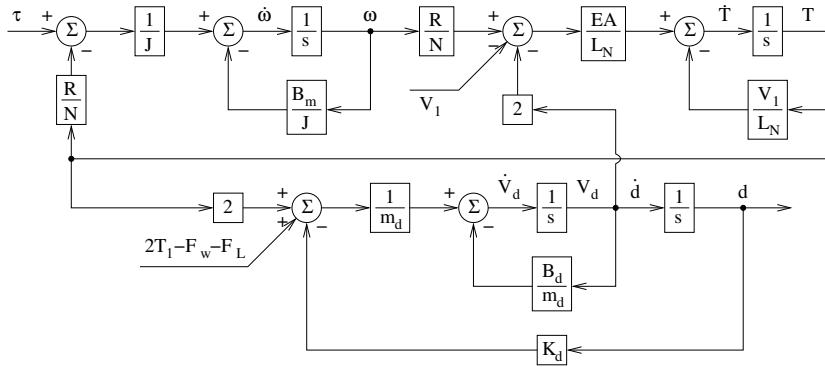 τ + Σ − 1/J + Σ − ω̇ 1/s ω R/N + − Σ − EA/L_N + Σ − Ṫ 1/s T
R/N B_m/J V_1 2 V_1/L_N
2 + + Σ − 1/m_d + Σ − V̇_d 1/s V_d ḋ 1/s d
2T_1−F_w−F_L
B_d/m_d
K_d